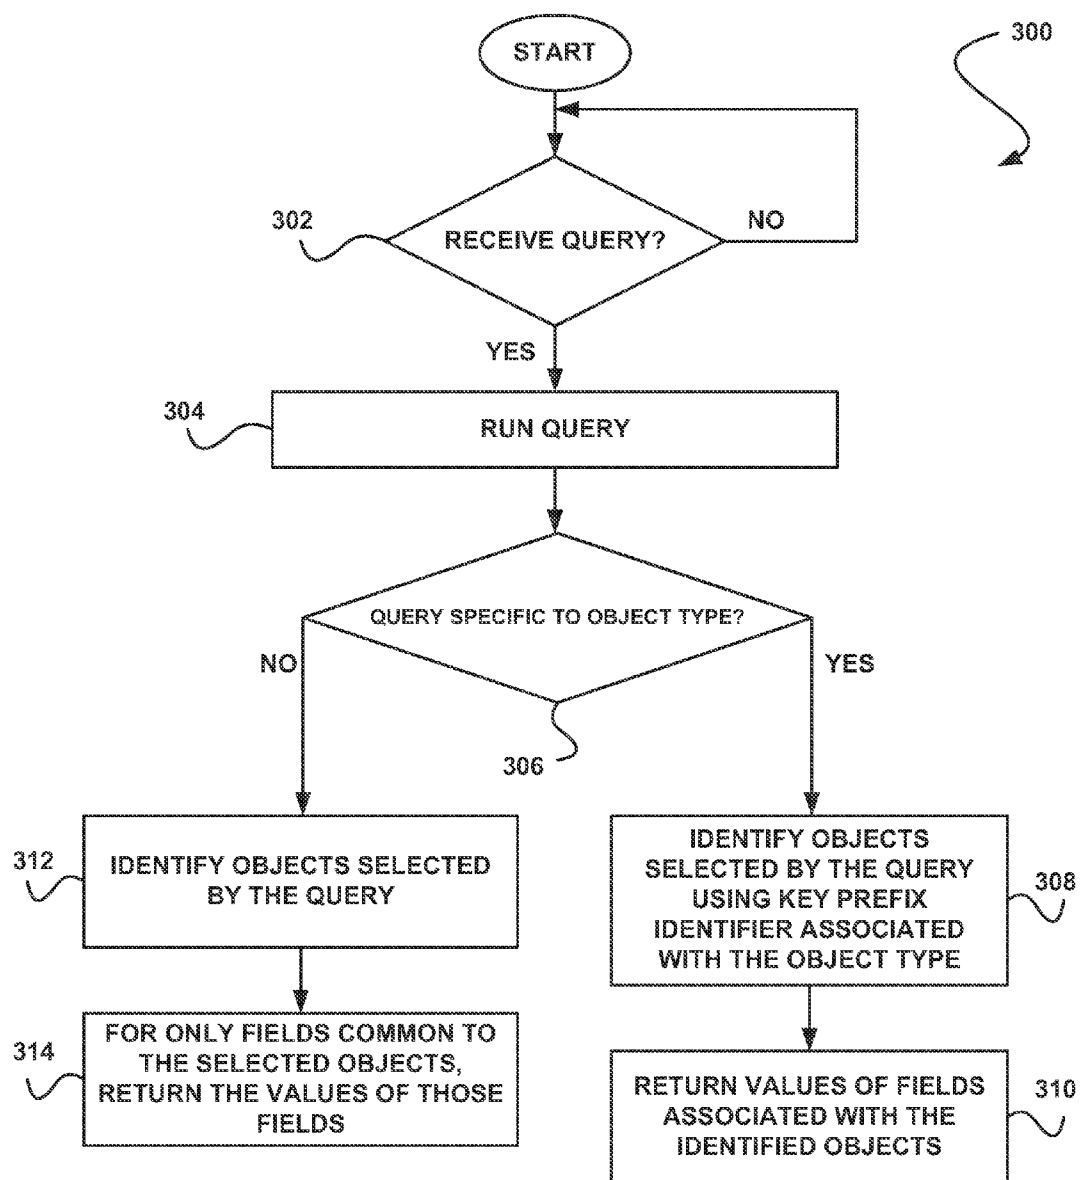 START
300
302
RECEIVE QUERY?
NO
YES
304
RUN QUERY
QUERY SPECIFIC TO OBJECT TYPE?
NO
YES
306
312
IDENTIFY OBJECTS SELECTED
BY THE QUERY
IDENTIFY OBJECTS
SELECTED BY THE QUERY
USING KEY PREFIX
IDENTIFIER ASSOCIATED
WITH THE OBJECT TYPE
308
314
FOR ONLY FIELDS COMMON TO
THE SELECTED OBJECTS,
RETURN THE VALUES OF THOSE
FIELDS
RETURN VALUES OF FIELDS
ASSOCIATED WITH THE
IDENTIFIED OBJECTS
310